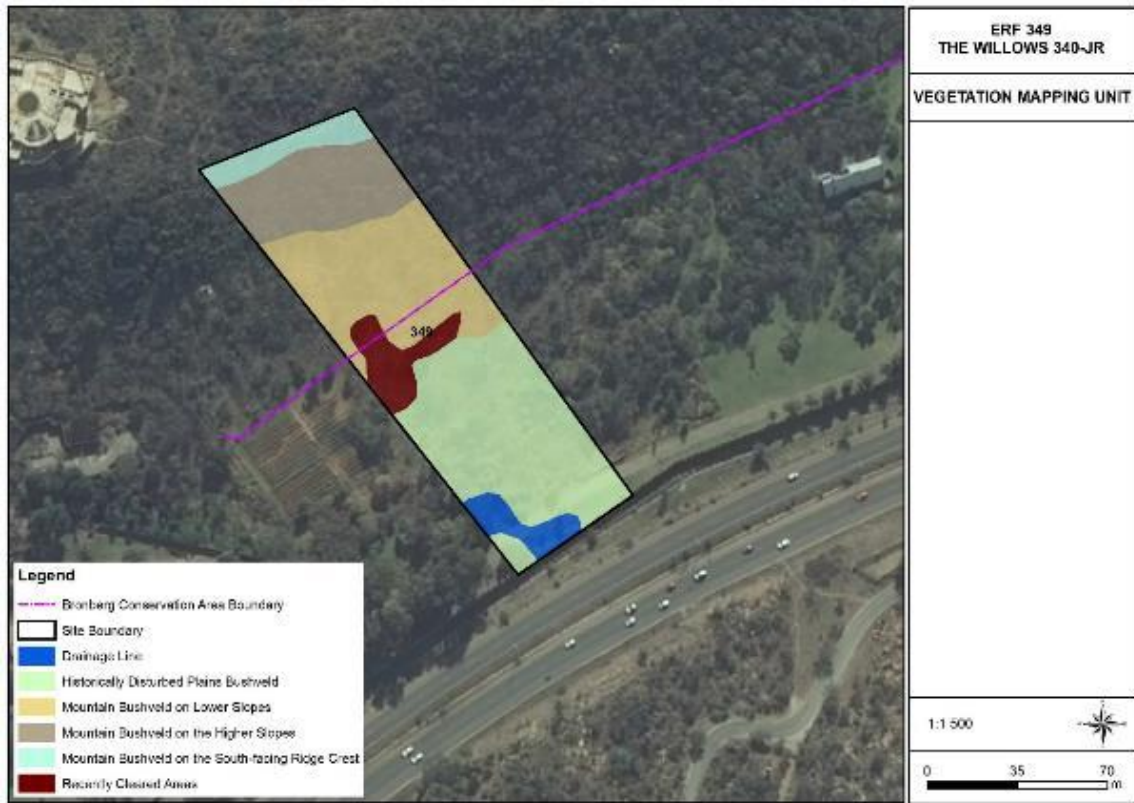 ERF 349
THE WILLOWS 340-JR
VEGETATION MAPPING UNIT
349
Legend
Bronberg Conservation Area Boundary
Site Boundary
Drainage Line
Historically Disturbed Plains Bushveld
Mountain Bushveld on Lower Slopes
Mountain Bushveld on the Higher Slopes
Mountain Bushveld on the South-facing Ridge Crest
Recently Cleared Areas
1:1 500
0 35 70
m